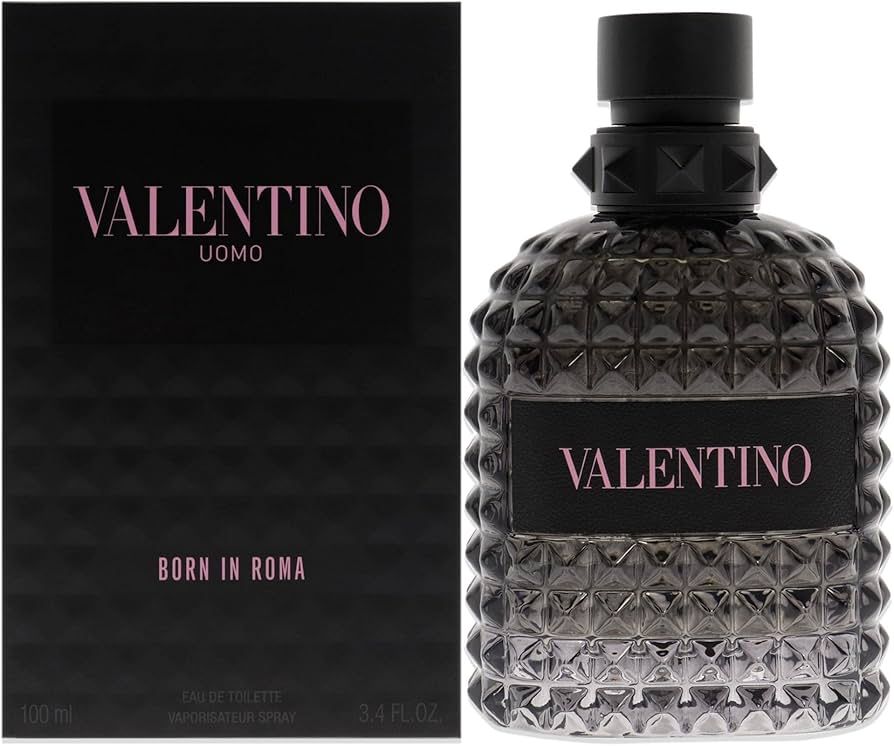 VALENTINO
UOMO
BORN IN ROMA
EAU DE TOILETTE
100 ml VAPORISATEUR SPRAY 3.4 FL.OZ.
VALENTINO